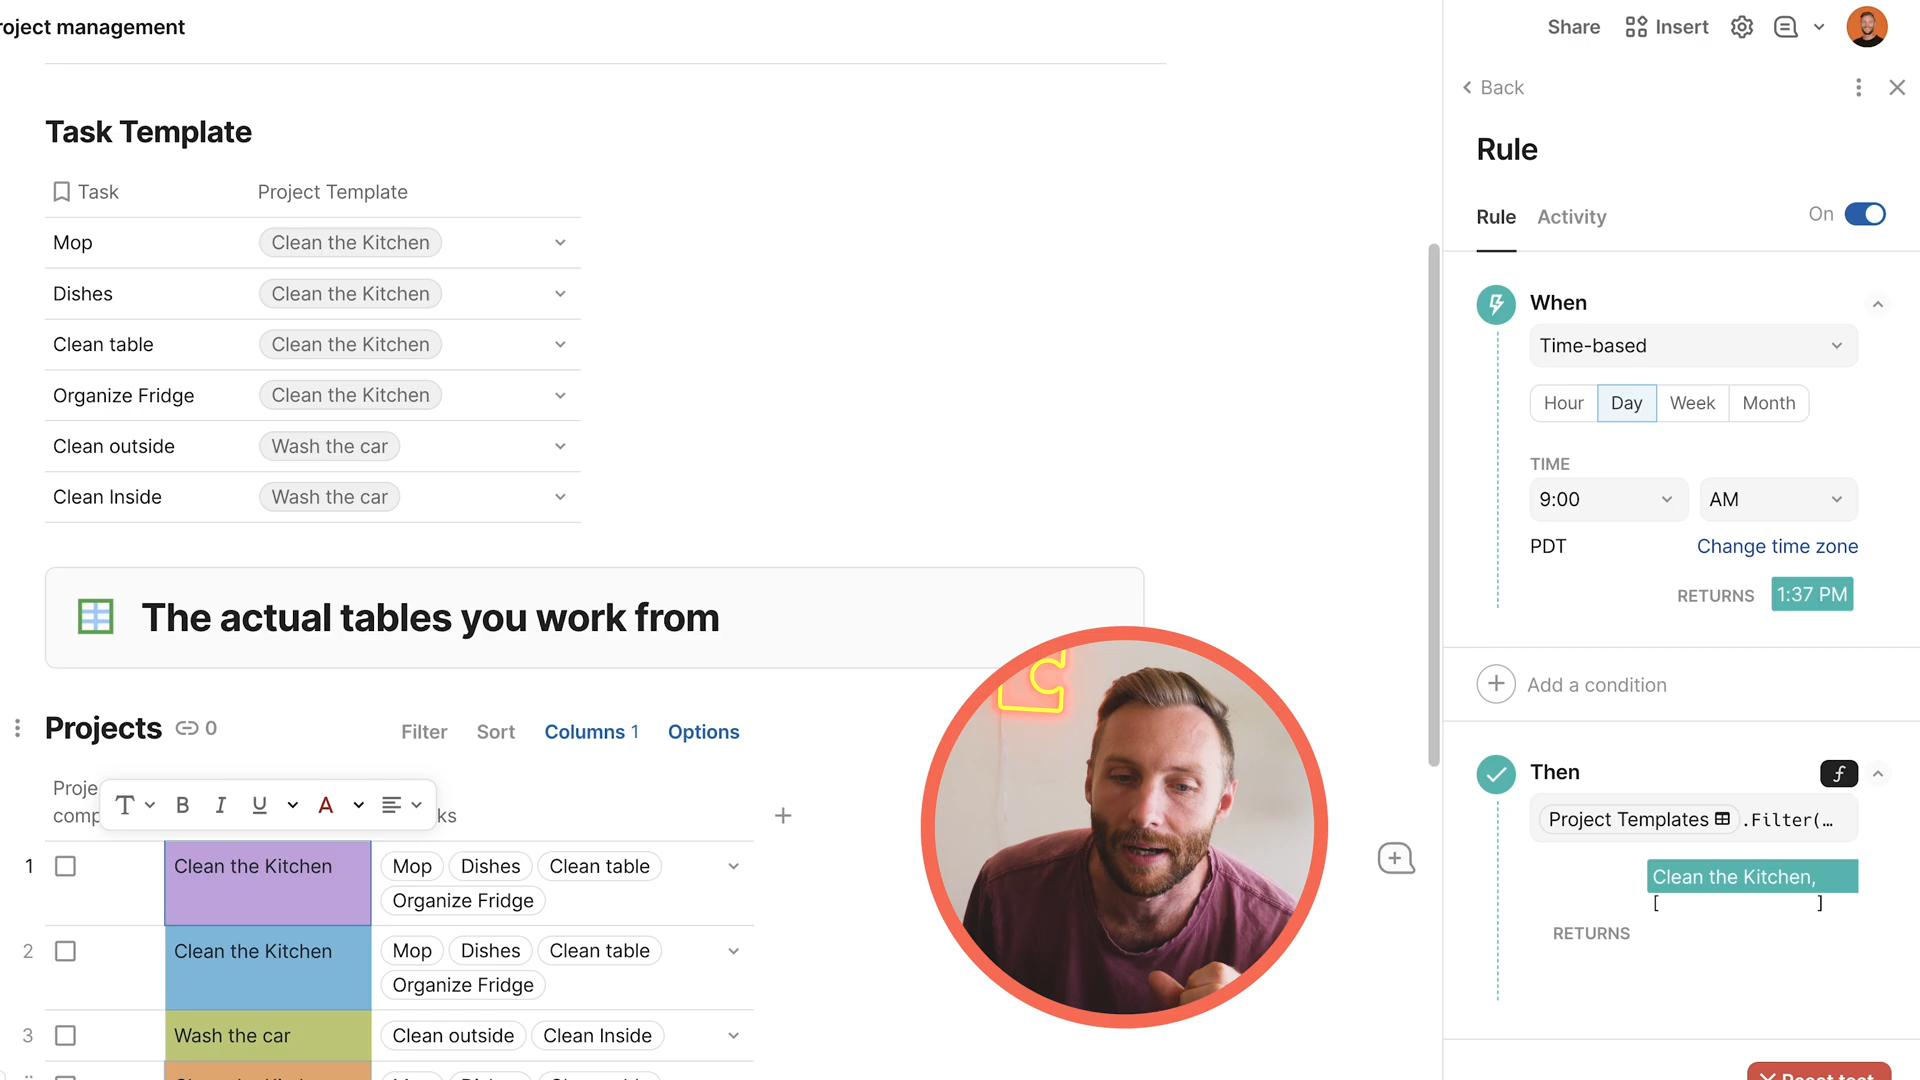 roject management
Share
Insert
Back
Task Template
Rule
Task
Project Template
Rule
Activity
On
Mop
Clean the Kitchen
Dishes
Clean the Kitchen
When
Clean table
Clean the Kitchen
Time-based
Organize Fridge
Clean the Kitchen
Hour
Day
Week
Month
Clean outside
Wash the car
TIME
Clean Inside
Wash the car
9:00
AM
PDT
Change time zone
RETURNS
1:37 PM
The actual tables you work from
Add a condition
Projects
0
Filter
Sort
Columns 1
Options
Then
Proje
T
B
I
U
A
comp
ks
Project Templates
.Filter(…
1
Clean the Kitchen
Mop
Dishes
Clean table
Organize Fridge
Clean the Kitchen,
[ ]
RETURNS
2
Clean the Kitchen
Mop
Dishes
Clean table
Organize Fridge
3
Wash the car
Clean outside
Clean Inside